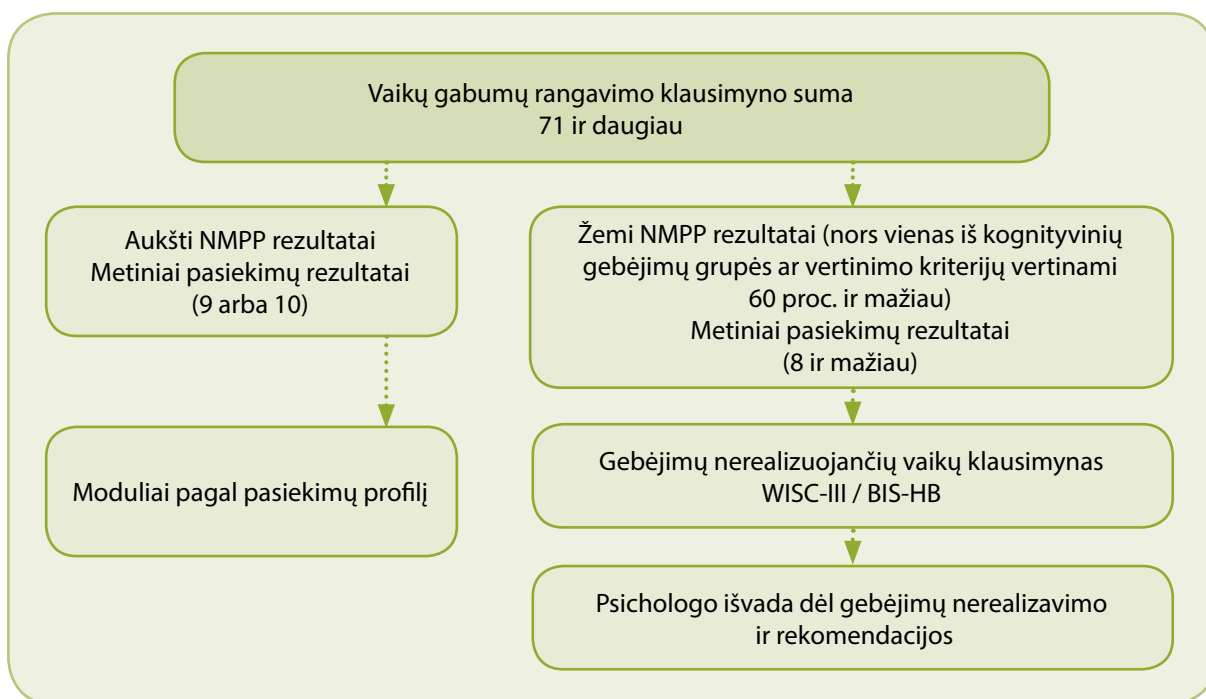 Vaikų gabumų rangavimo klausimyno suma
71 ir daugiau
Aukšti NMPP rezultatai
Metiniai pasiekimų rezultatai
(9 arba 10)
Žemi NMPP rezultatai (nors vienas iš kognityvinių
gebėjimų grupės ar vertinimo kriterijų vertinami
60 proc. ir mažiau)
Metiniai pasiekimų rezultatai
(8 ir mažiau)
Moduliai pagal pasiekimų profilį
Gebėjimų nerealizuojančių vaikų klausimynas
WISC-III / BIS-HB
Psichologo išvada dėl gebėjimų nerealizavimo
ir rekomendacijos